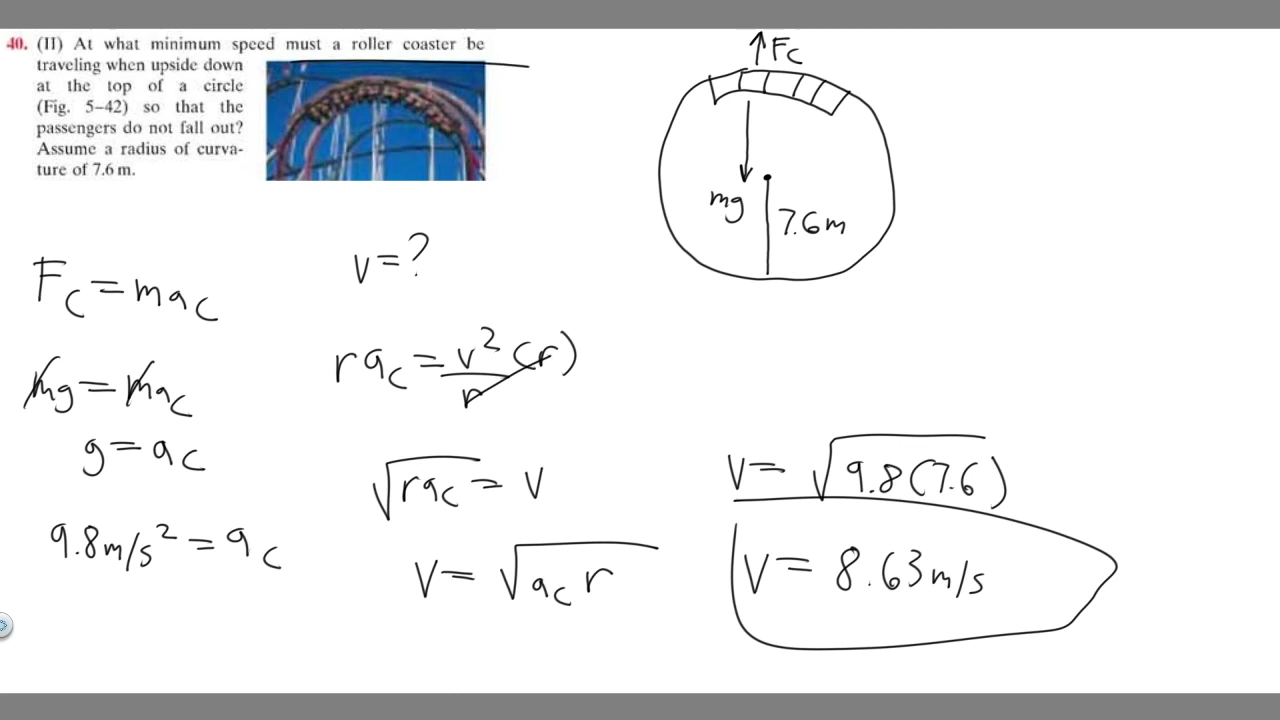 40. (II) At what minimum speed must a roller coaster be
traveling when upside down
at the top of a circle
(Fig. 5–42) so that the
passengers do not fall out?
Assume a radius of curva-
ture of 7.6 m.
↑Fc
mg
7.6m
v=?
Fc=mac
rac=v²(r)/r
mg=mac
g=ac
√rac=v
v=√9.8(7.6)
9.8m/s²=ac
v=√ac r
v=8.63m/s